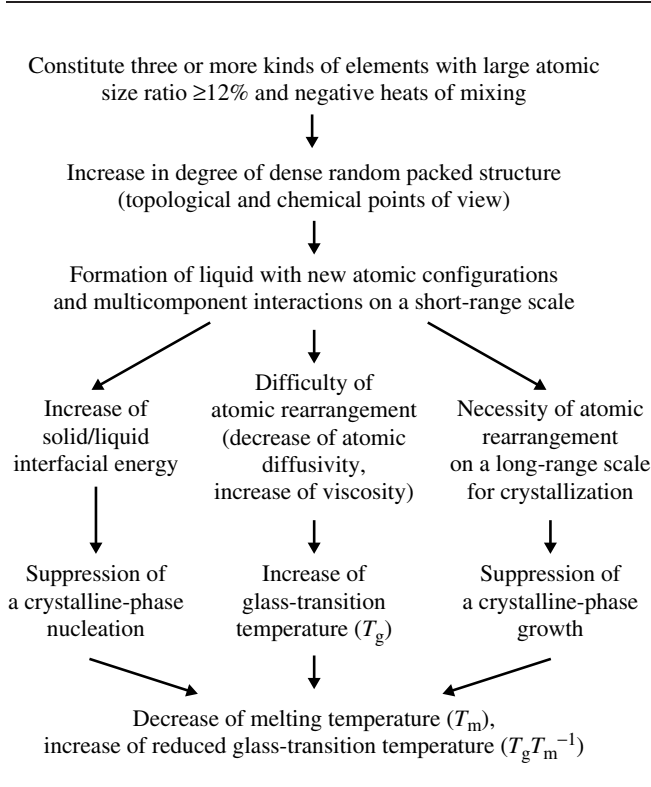 Constitute three or more kinds of elements with large atomic
size ratio ≥12% and negative heats of mixing
Increase in degree of dense random packed structure
(topological and chemical points of view)
Formation of liquid with new atomic configurations
and multicomponent interactions on a short-range scale
Increase of
solid/liquid
interfacial energy
Difficulty of
atomic rearrangement
(decrease of atomic
diffusivity,
increase of viscosity)
Necessity of atomic
rearrangement
on a long-range scale
for crystallization
Suppression of
a crystalline-phase
nucleation
Increase of
glass-transition
temperature (Tg)
Suppression of
a crystalline-phase
growth
Decrease of melting temperature (Tm),
increase of reduced glass-transition temperature (TgTm⁻¹)